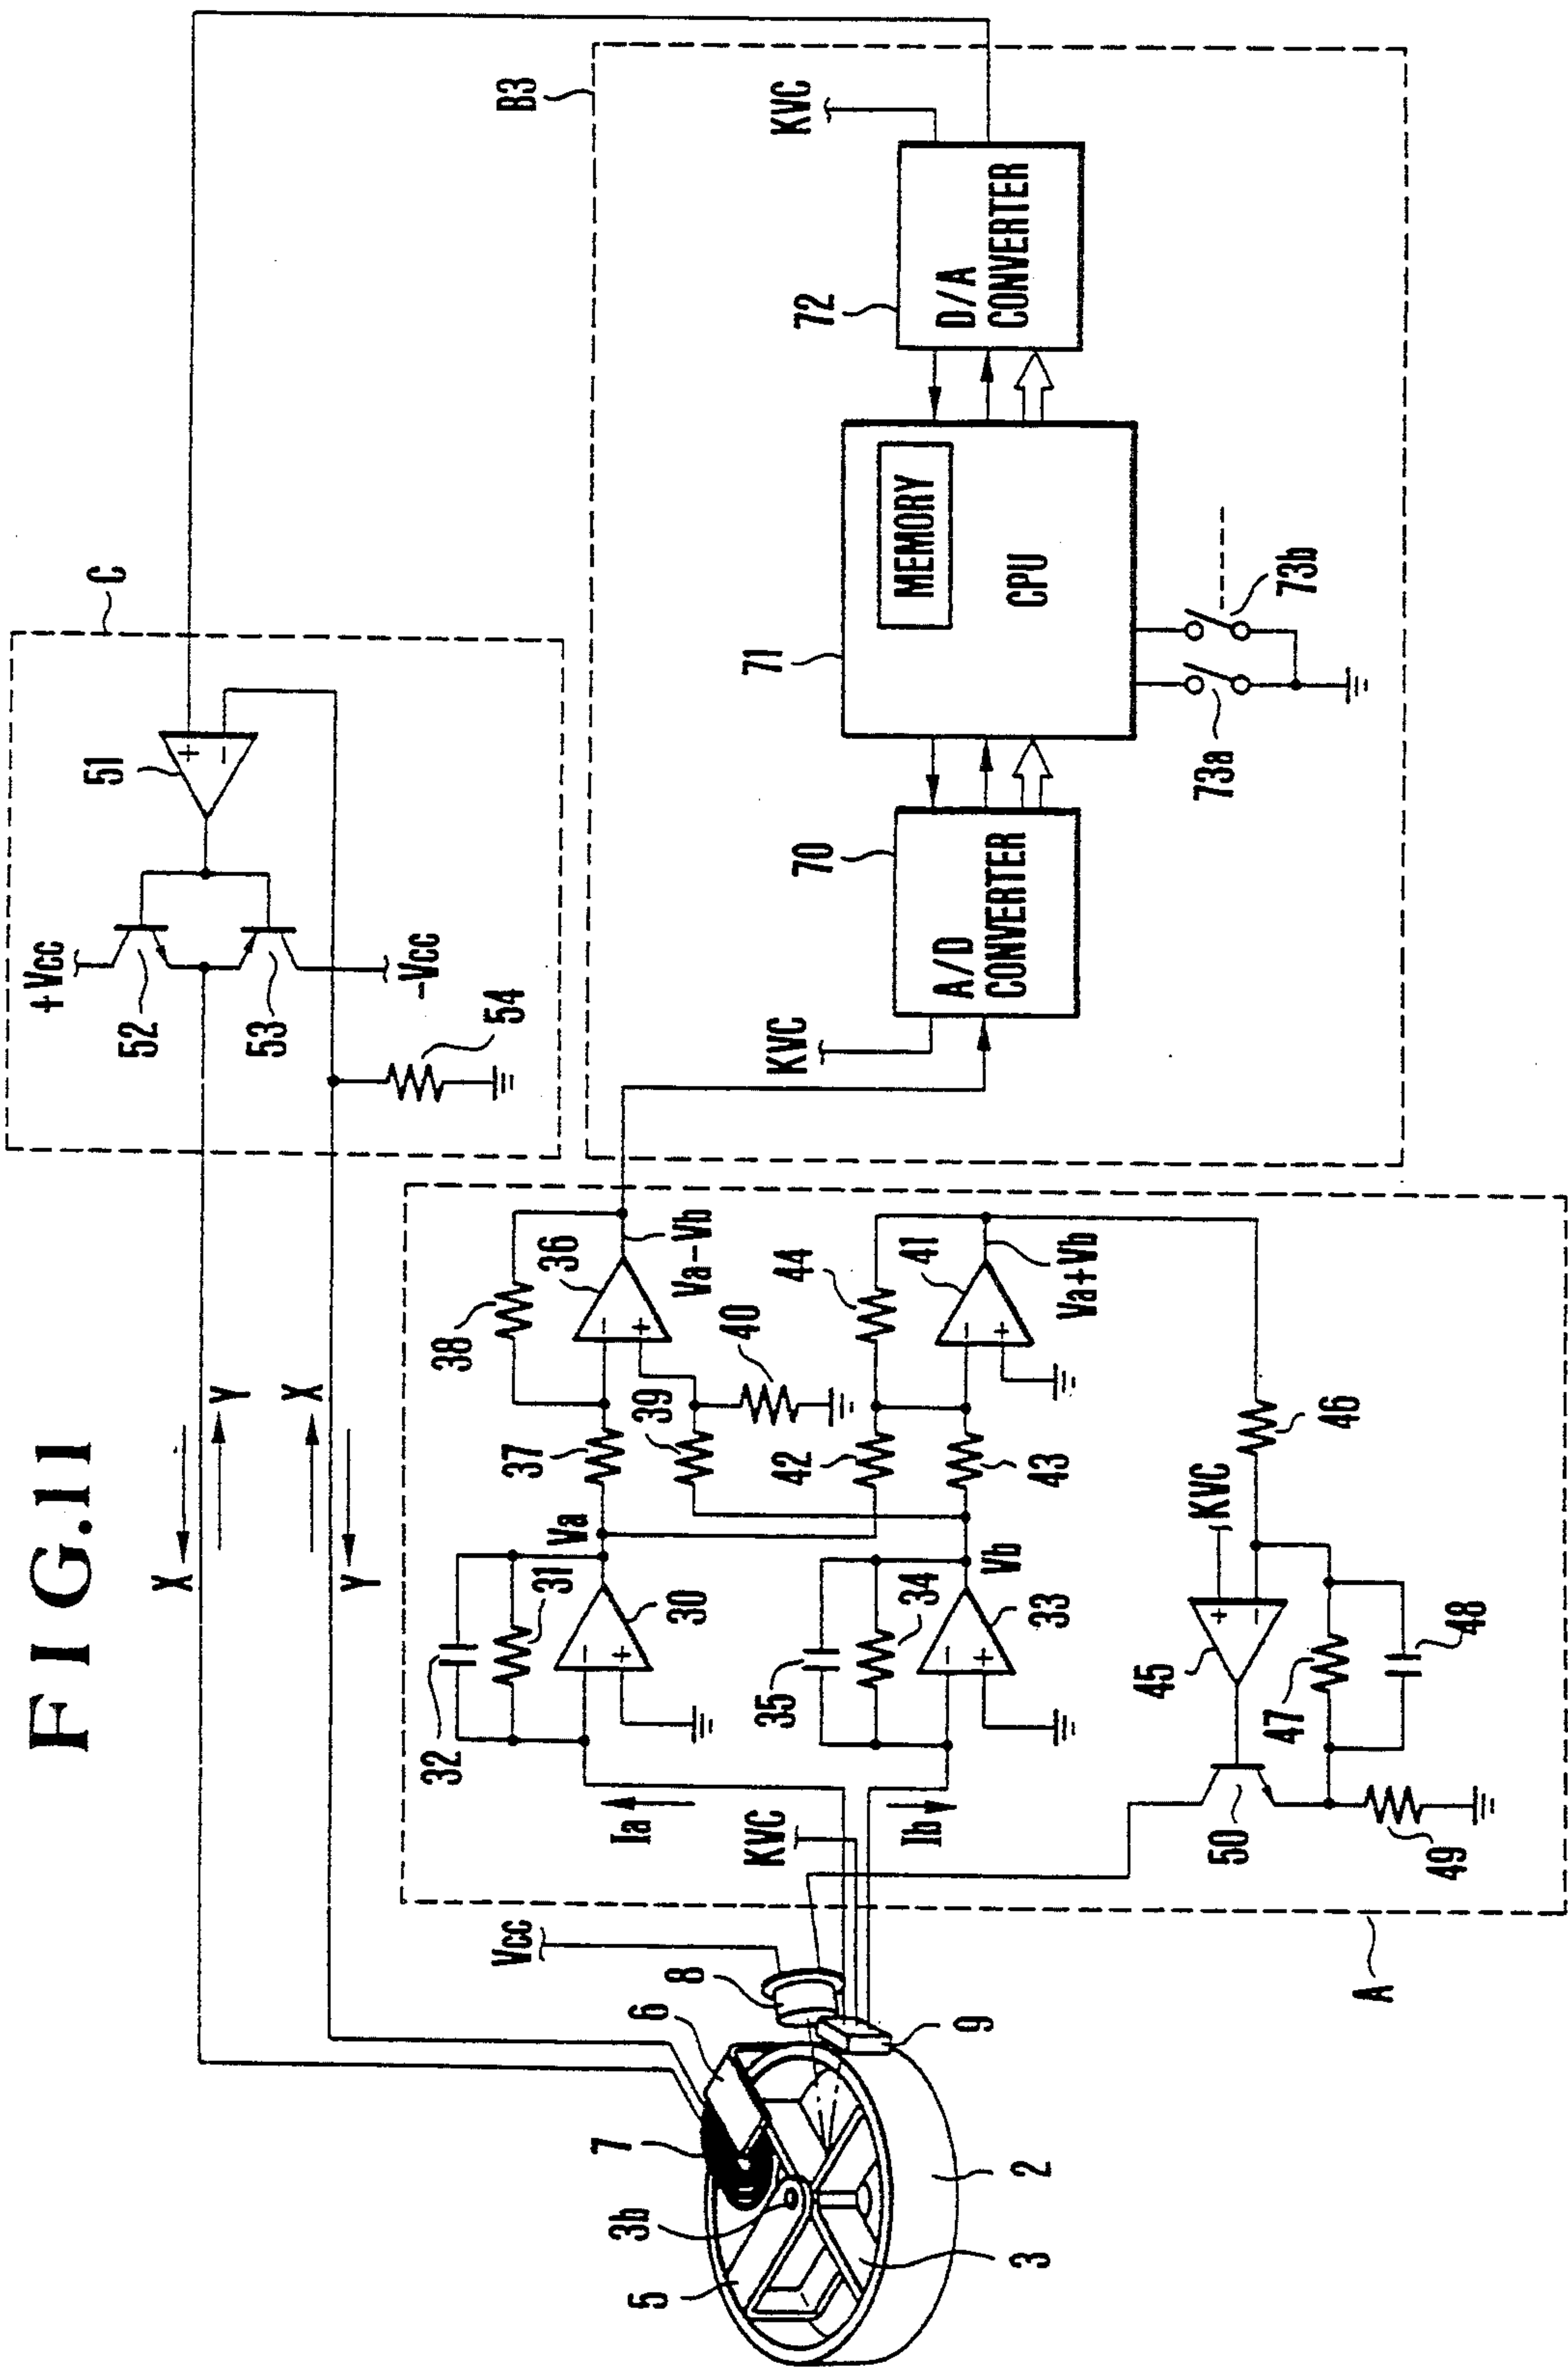 FIG.11
X
Y
X
Y
C
+Vcc
52
53
-Vcc
51
54
B3
KVC
70
A/D
CONVERTER
71
MEMORY
CPU
73a
73b
72
D/A
CONVERTER
KVC
32
31
30
Va
-
+
Ia
KVC
Ib
35
34
33
Vb
-
+
37
38
39
40
36
Va-Vb
-
+
42
43
44
41
Va+Vb
-
+
45
KVC
+
-
46
47
48
49
50
A
Vcc
8
9
6
7
3b
5
3
2
+
-